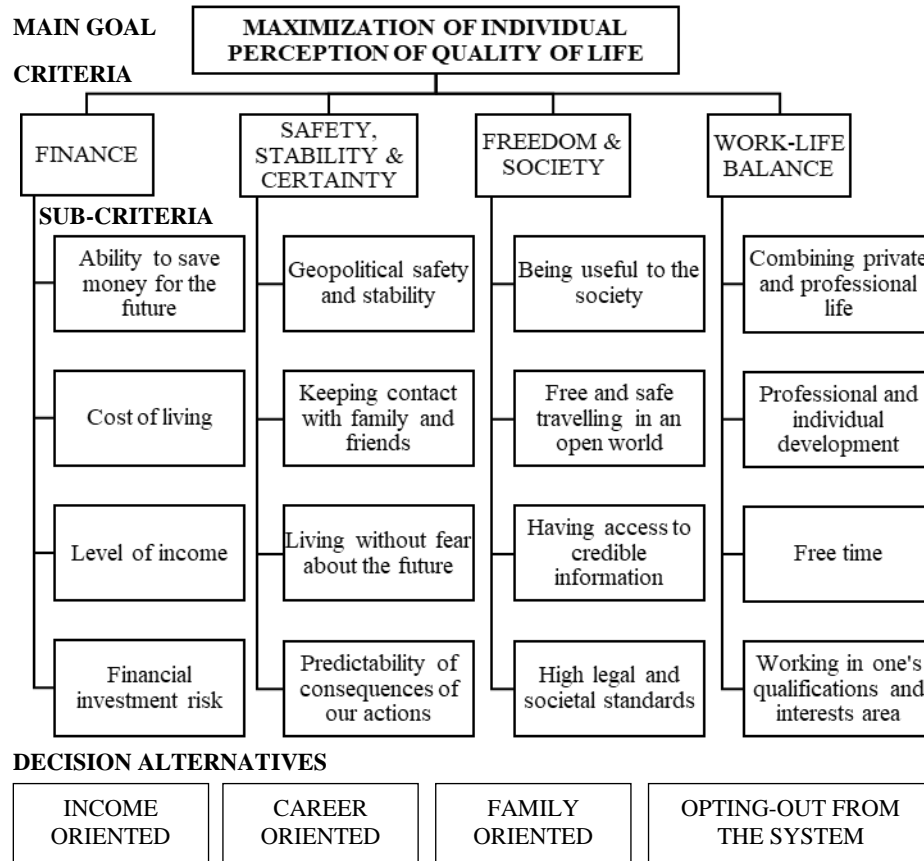 MAIN GOAL
MAXIMIZATION OF INDIVIDUAL
PERCEPTION OF QUALITY OF LIFE
CRITERIA
FINANCE
SAFETY,
STABILITY &
CERTAINTY
FREEDOM &
SOCIETY
WORK-LIFE
BALANCE
SUB-CRITERIA
Ability to save
money for the
future
Geopolitical safety
and stability
Being useful to the
society
Combining private
and professional
life
Cost of living
Keeping contact
with family and
friends
Free and safe
travelling in an
open world
Professional and
individual
development
Level of income
Living without fear
about the future
Having access to
credible
information
Free time
Financial
investment risk
Predictability of
consequences of
our actions
High legal and
societal standards
Working in one's
qualifications and
interests area
DECISION ALTERNATIVES
INCOME
ORIENTED
CAREER
ORIENTED
FAMILY
ORIENTED
OPTING-OUT FROM
THE SYSTEM